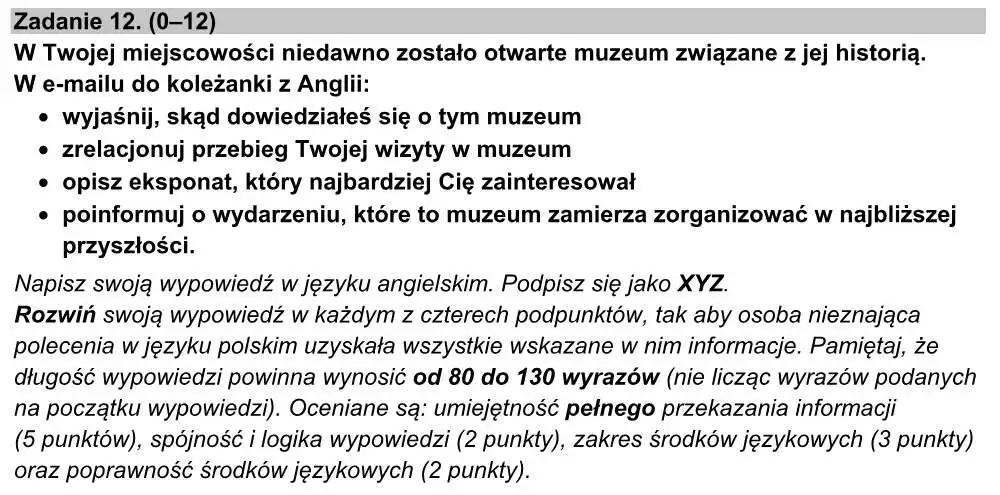 Zadanie 12. (0–12)
W Twojej miejscowości niedawno zostało otwarte muzeum związane z jej historią.
W e-mailu do koleżanki z Anglii:
• wyjaśnij, skąd dowiedziałeś się o tym muzeum
• zrelacjonuj przebieg Twojej wizyty w muzeum
• opisz eksponat, który najbardziej Cię zainteresował
• poinformuj o wydarzeniu, które to muzeum zamierza zorganizować w najbliższej
przyszłości.
Napisz swoją wypowiedź w języku angielskim. Podpisz się jako XYZ.
Rozwiń swoją wypowiedź w każdym z czterech podpunktów, tak aby osoba nieznająca
polecenia w języku polskim uzyskała wszystkie wskazane w nim informacje. Pamiętaj, że
długość wypowiedzi powinna wynosić od 80 do 130 wyrazów (nie licząc wyrazów podanych
na początku wypowiedzi). Oceniane są: umiejętność pełnego przekazania informacji
(5 punktów), spójność i logika wypowiedzi (2 punkty), zakres środków językowych (3 punkty)
oraz poprawność środków językowych (2 punkty).